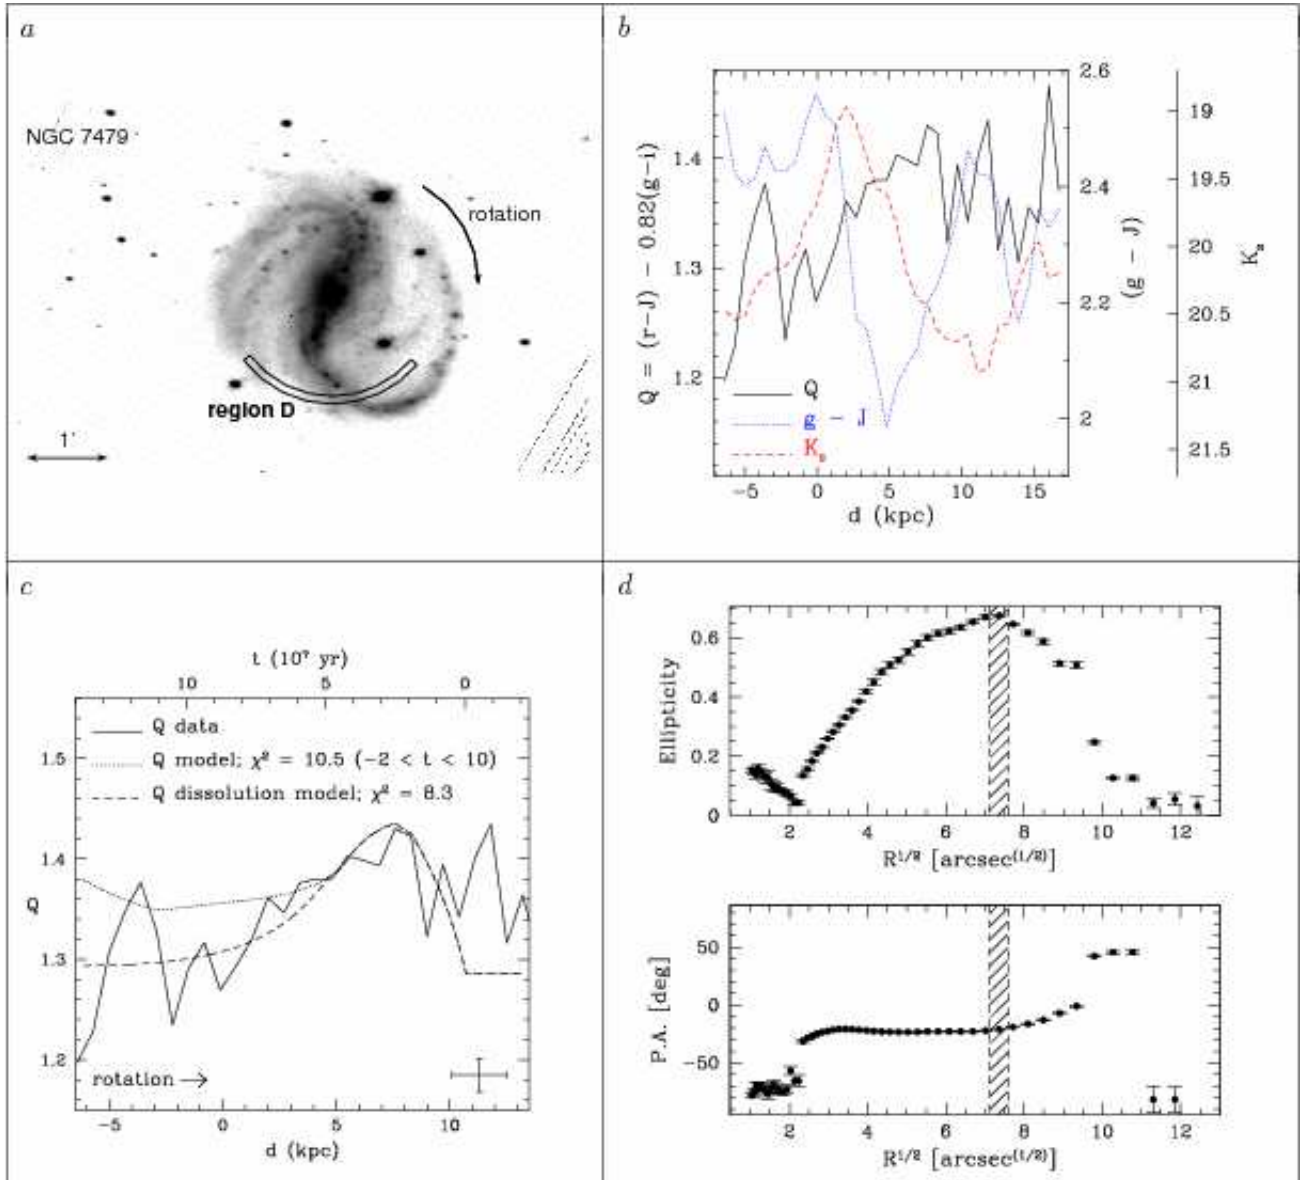 a
NGC 7479
rotation
region D
1'
b
Q = (r−J) − 0.82(g−i)
1.4
1.3
1.2
Q
g − J
Ks
−5 0 5 10 15
d (kpc)
2.6
2.4
2.2
2
(g − J)
19
19.5
20
20.5
21
21.5
Ks
c
t (10⁷ yr)
10 5 0
Q data
Q model; χ² = 10.5 (−2 < t < 10)
Q dissolution model; χ² = 8.3
1.5
1.4
1.3
1.2
Q
rotation →
−5 0 5 10
d (kpc)
d
Ellipticity
0.6
0.4
0.2
0
2 4 6 8 10 12
R^1/2 [arcsec^(1/2)]
P.A. [deg]
50
0
−50
2 4 6 8 10 12
R^1/2 [arcsec^(1/2)]